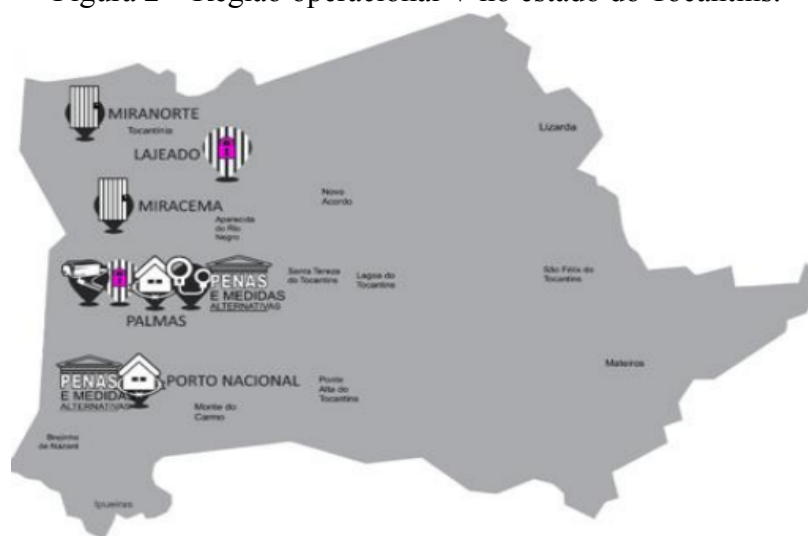 Figura 2 – Região operacional V no estado do Tocantins.
MIRANORTE
Tocantínia
LAJEADO
Lizarda
MIRACEMA
Novo
Acordo
Aparecida
do Rio
Negro
PENAS
E MEDIDAS
ALTERNATIVAS
PALMAS
Santa Tereza
do Tocantins
Lagoa do
Tocantins
São Félix do
Tocantins
PENAS
E MEDIDAS
ALTERNATIVAS
PORTO NACIONAL
Ponte
Alta do
Tocantins
Mateiros
Monte do
Carmo
Brejinho
de Nazaré
Ipueiras